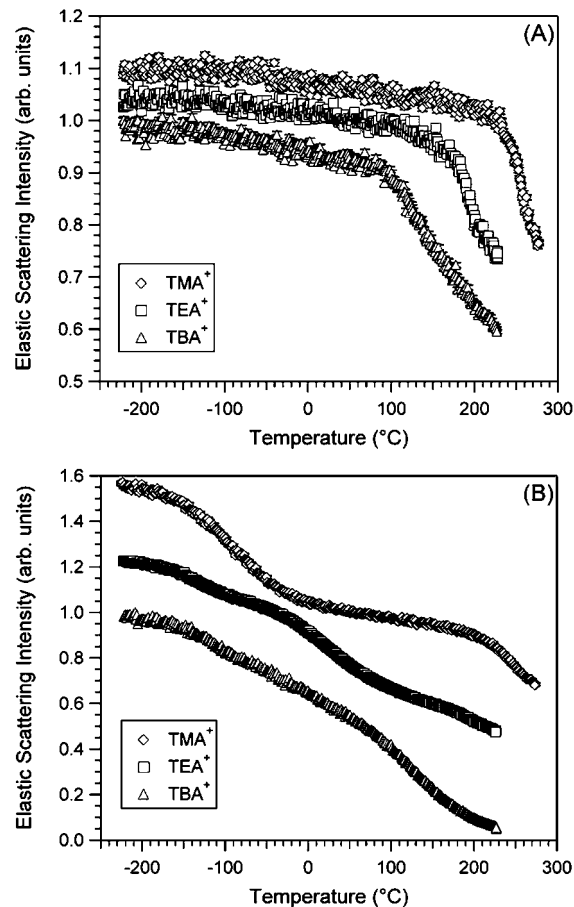 (A)
Elastic Scattering Intensity (arb. units)
1.2
1.1
1.0
0.9
0.8
0.7
0.6
0.5
TMA⁺
TEA⁺
TBA⁺
-200 -100 0 100 200 300
Temperature (°C)
(B)
Elastic Scattering Intensity (arb. units)
1.6
1.4
1.2
1.0
0.8
0.6
0.4
0.2
0.0
TMA⁺
TEA⁺
TBA⁺
-200 -100 0 100 200 300
Temperature (°C)